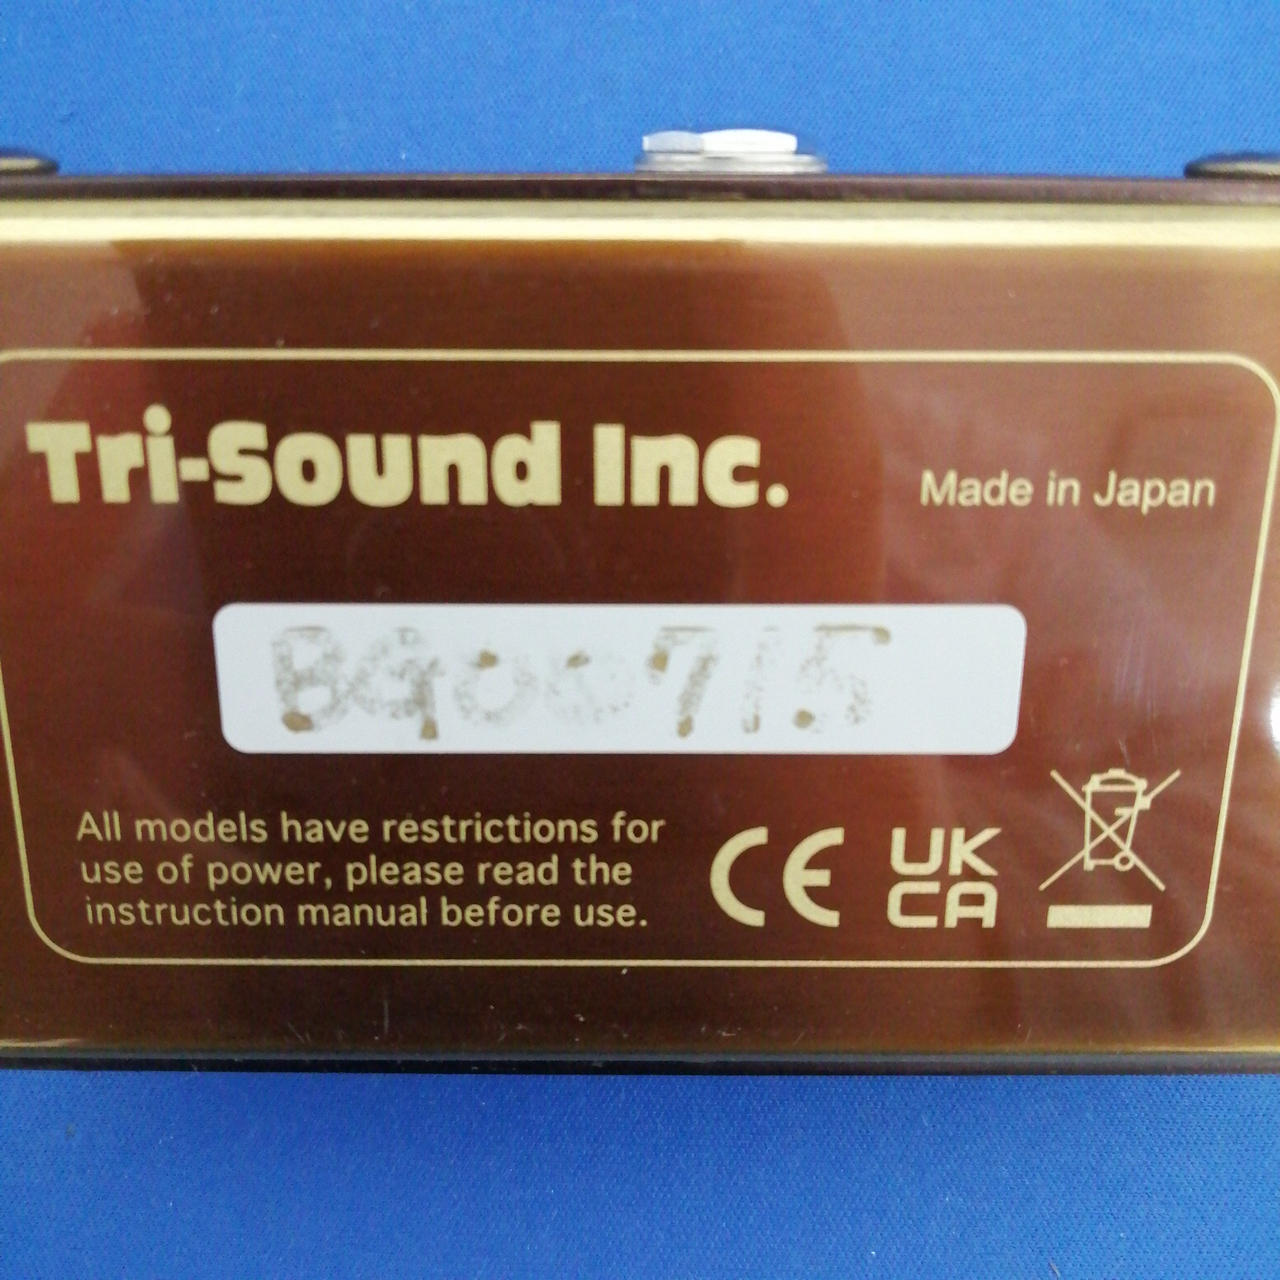 Tri-Sound Inc.
Made in Japan
All models have restrictions for
use of power, please read the
instruction manual before use.
CE
UK
CA